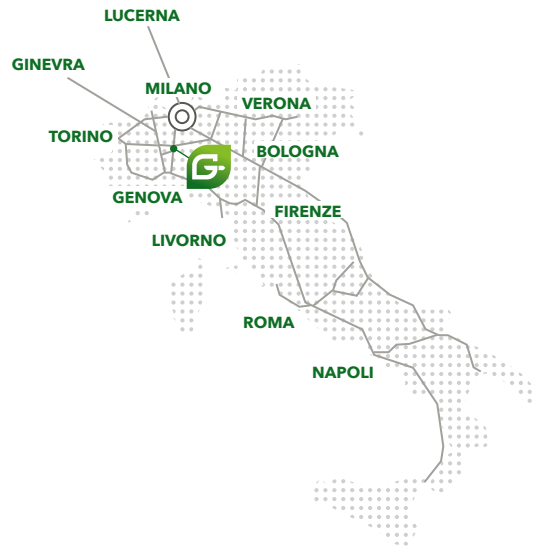 LUCERNA
GINEVRA
MILANO
VERONA
TORINO
BOLOGNA
G
GENOVA
FIRENZE
LIVORNO
ROMA
NAPOLI